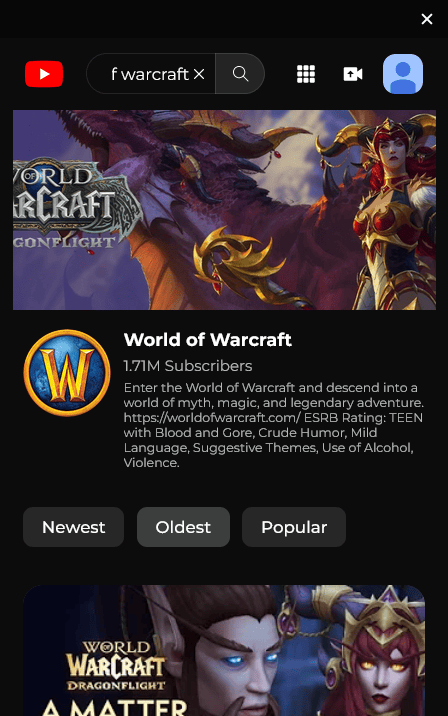 f warcraft
WORLD
OF
WARCRAFT
DRAGONFLIGHT
World of Warcraft
1.71M Subscribers
Enter the World of Warcraft and descend into a
world of myth, magic, and legendary adventure.
https://worldofwarcraft.com/ ESRB Rating: TEEN
with Blood and Gore, Crude Humor, Mild
Language, Suggestive Themes, Use of Alcohol,
Violence.
W
Newest
Oldest
Popular
WORLD
OF
WARCRAFT
DRAGONFLIGHT
A MATTER